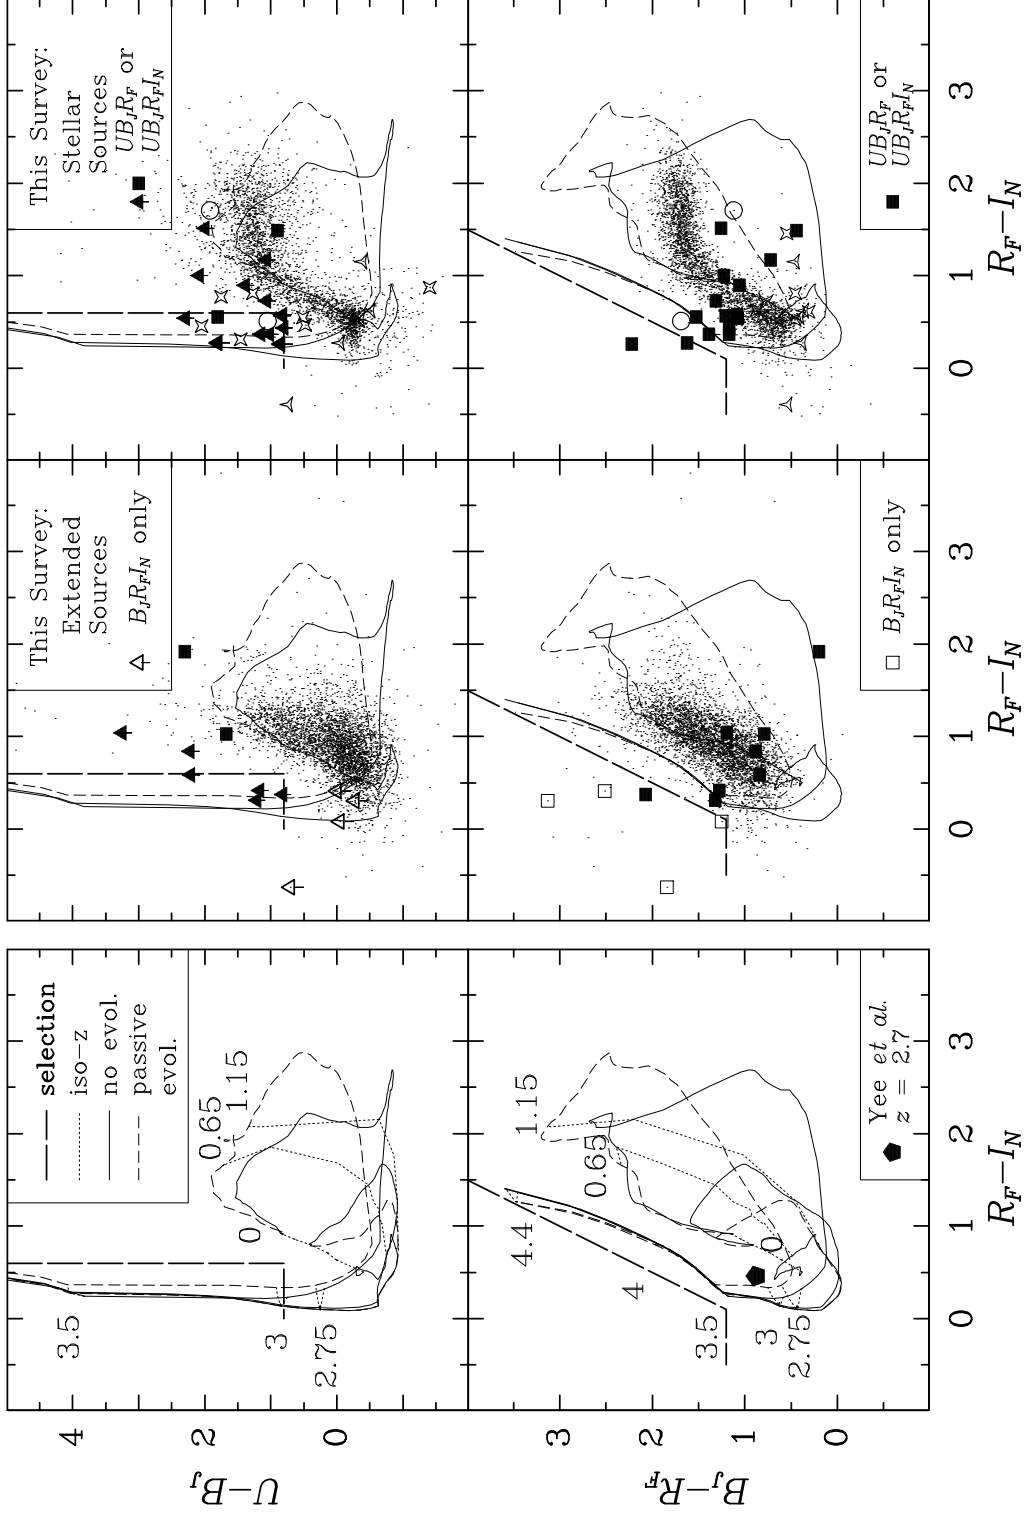 This Survey:
Stellar
Sources
UB_JR_F or
UB_JR_FI_N
This Survey:
Extended
Sources
B_JR_FI_N only
selection
iso-z
no evol.
passive
evol.
3.5
3
2.75
0
0.65
1.15
4
2
0
U-B_J
UB_JR_F or
UB_JR_FI_N
B_JR_FI_N only
Yee et al.
z = 2.7
4.4
4
3.5
3
2.75
0
0.65
1.15
3
2
1
0
B_J-R_F
0
1
2
3
R_F-I_N
0
1
2
3
R_F-I_N
0
1
2
3
R_F-I_N